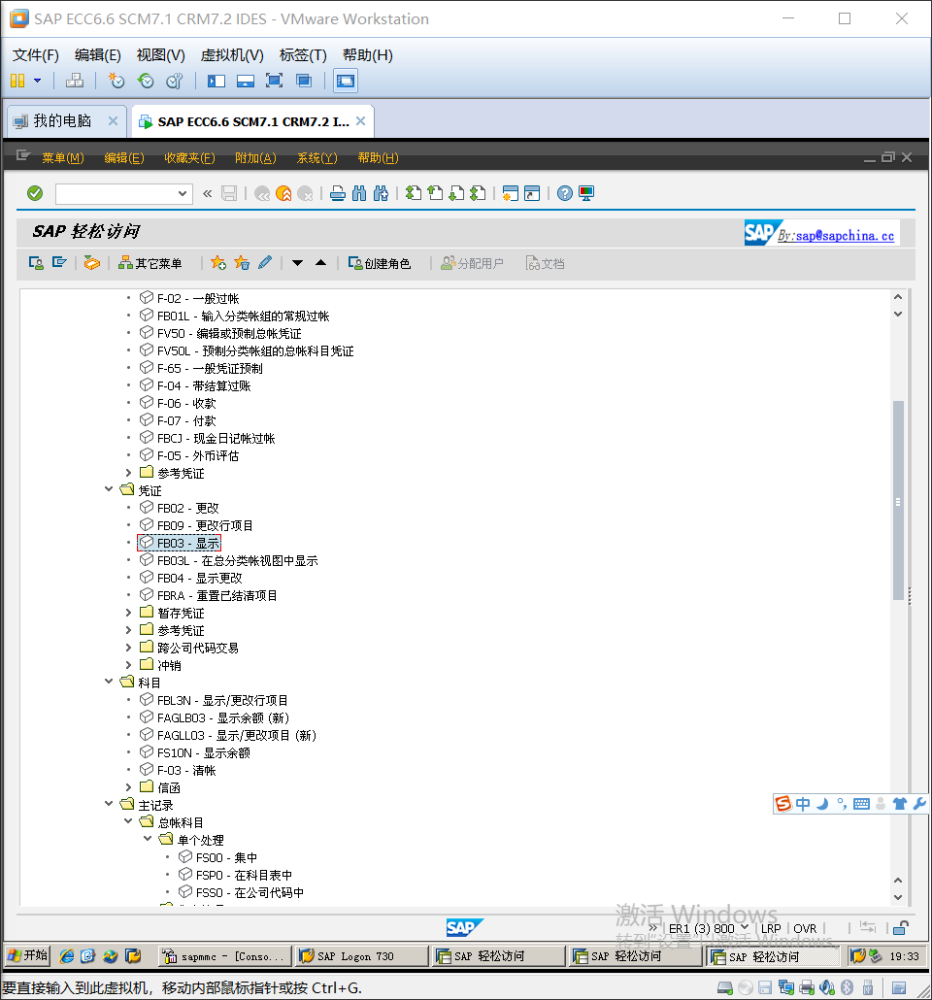 SAP ECC6.6 SCM7.1 CRM7.2 IDES - VMware Workstation
文件(F) 编辑(E) 视图(V) 虚拟机(V) 标签(T) 帮助(H)
我的电脑 SAP ECC6.6 SCM7.1 CRM7.2 I...
菜单(M) 编辑(E) 收藏夹(F) 附加(A) 系统(Y) 帮助(H)
SAP 轻松访问
SAP By:sap@sapchina.cc
其它菜单 创建角色 分配用户 文档
F-02 - 一般过帐
FB01L - 输入分类帐组的常规过帐
FV50 - 编辑或预制总帐凭证
FV50L - 预制分类帐组的总帐科目凭证
F-65 - 一般凭证预制
F-04 - 带结算过账
F-06 - 收款
F-07 - 付款
FBCJ - 现金日记帐过帐
F-05 - 外币评估
参考凭证
凭证
FB02 - 更改
FB09 - 更改行项目
FB03 - 显示
FB03L - 在总分类帐视图中显示
FB04 - 显示更改
FBRA - 重置已结清项目
暂存凭证
参考凭证
跨公司代码交易
冲销
科目
FBL3N - 显示/更改行项目
FAGLB03 - 显示余额 (新)
FAGLL03 - 显示/更改项目 (新)
FS10N - 显示余额
F-03 - 清帐
信函
主记录
总帐科目
单个处理
FS00 - 集中
FSP0 - 在科目表中
FSS0 - 在公司代码中
中
激活 Windows
SAP
ER1 (3) 800 LRP OVR
转到"设置"以激活 Windows
开始 sapmmc - [Conso... SAP Logon 730 SAP 轻松访问 SAP 轻松访问 SAP 轻松访问 19:33
要直接输入到此虚拟机，移动内部鼠标指针或按 Ctrl+G.